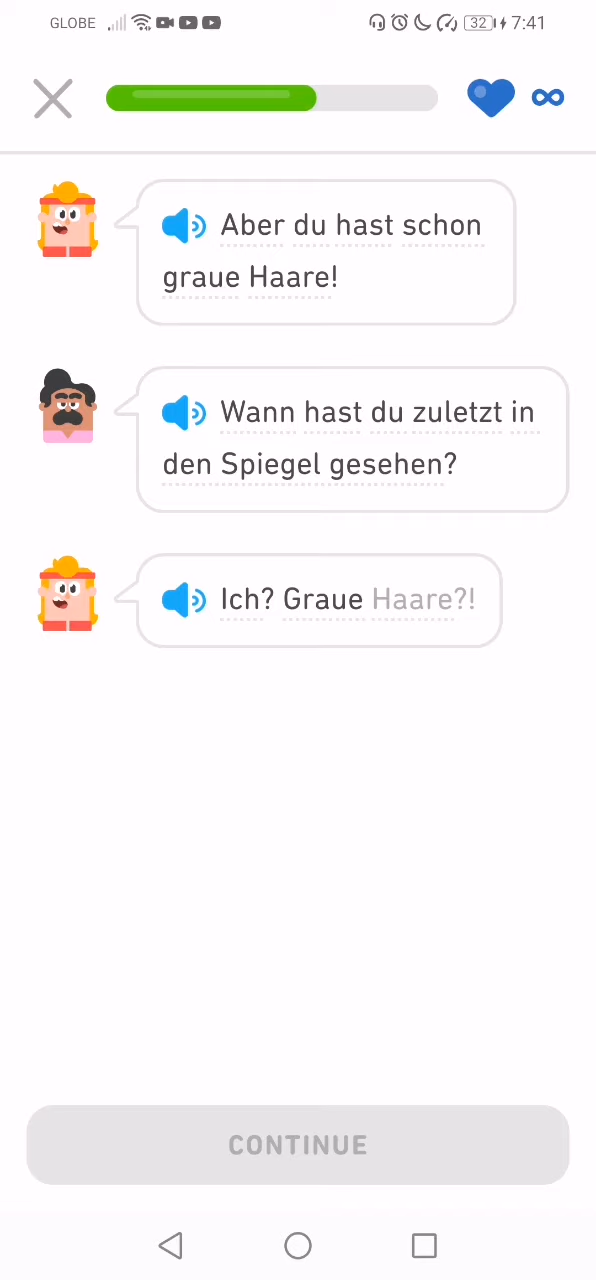 GLOBE 32 7:41
Aber du hast schon
graue Haare!
Wann hast du zuletzt in
den Spiegel gesehen?
Ich? Graue Haare?!
CONTINUE